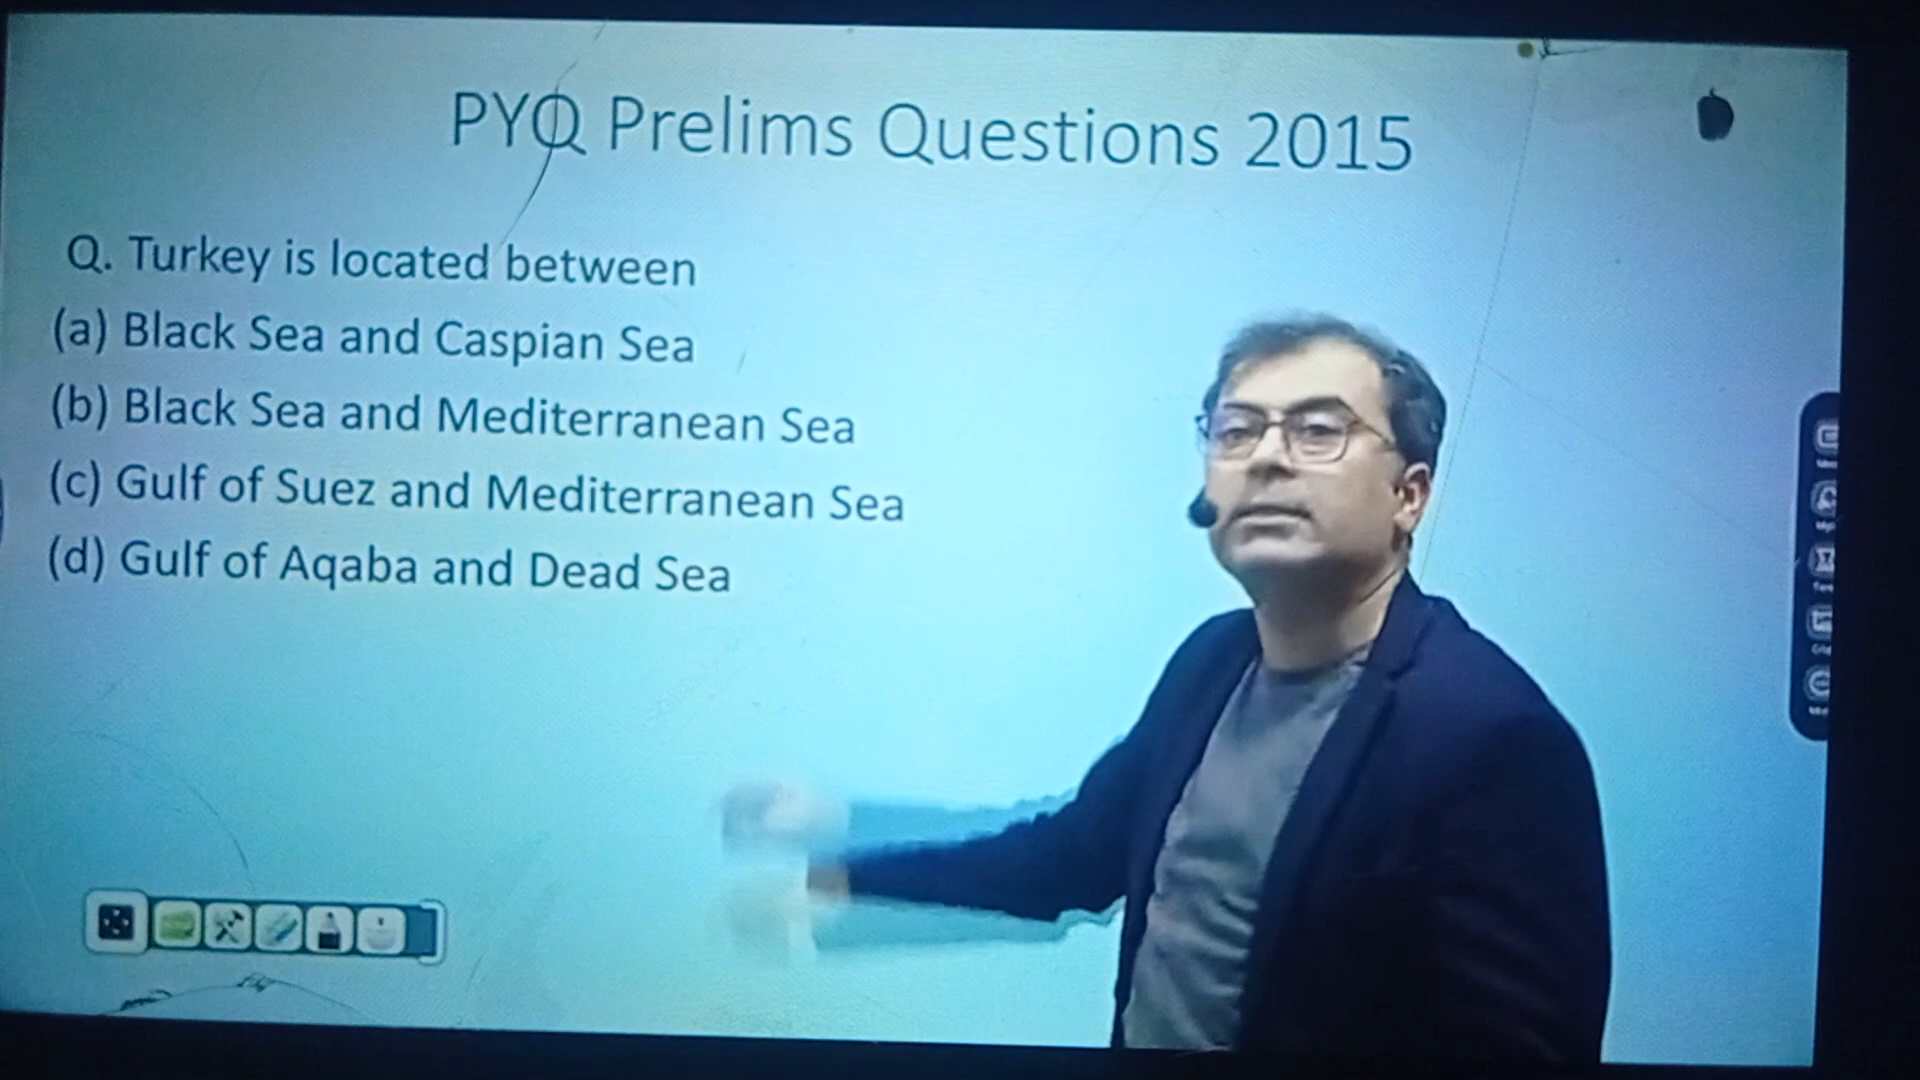 PYQ Prelims Questions 2015
Q. Turkey is located between
(a) Black Sea and Caspian Sea
(b) Black Sea and Mediterranean Sea
(c) Gulf of Suez and Mediterranean Sea
(d) Gulf of Aqaba and Dead Sea